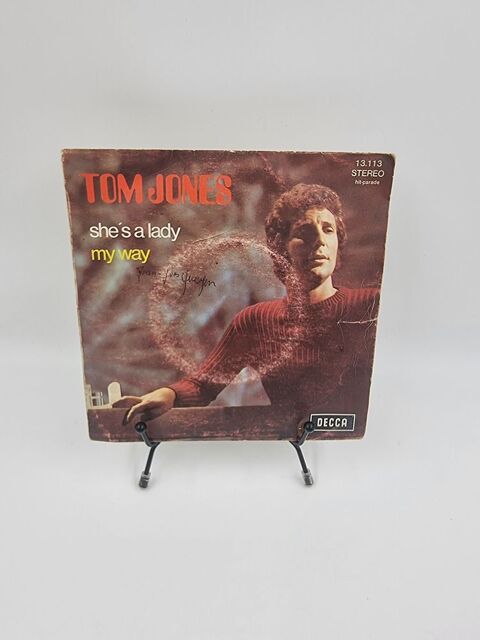 TOM JONES
13.113
STEREO
hit-parade
she's a lady
my way
DECCA